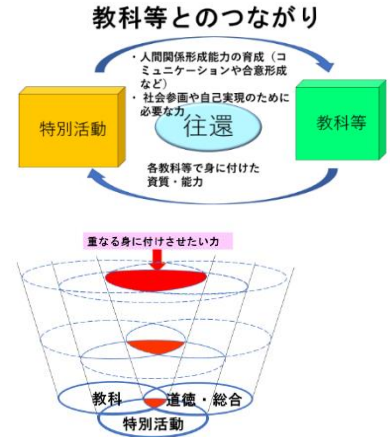 教科等とのつながり
・人間関係形成能力の育成（コ
ミュニケーションや合意形成
など）
・ 社会参画や自己実現のために
必要な力
特別活動
往還
教科等
各教科等で身に付けた
資質・能力
重なる身に付けさせたい力
教科
道徳・総合
特別活動